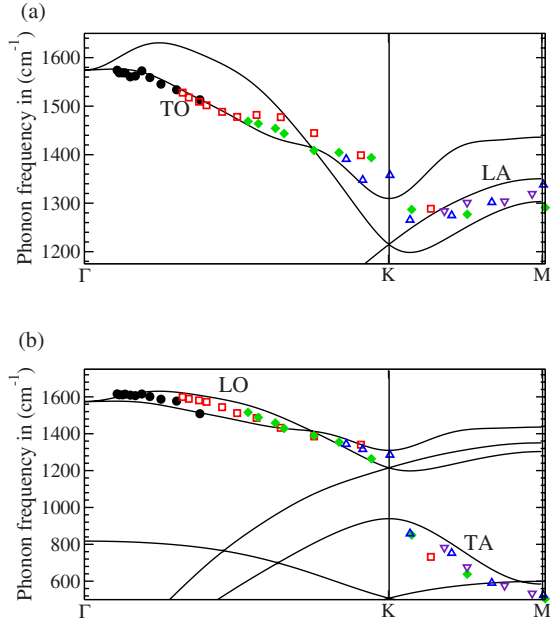 (a)
Phonon frequency in (cm-1)
1600
1500
1400
1300
1200
TO
LA
Γ K M
(b)
Phonon frequency in (cm-1)
1600
1400
1200
1000
800
600
LO
TA
Γ K M